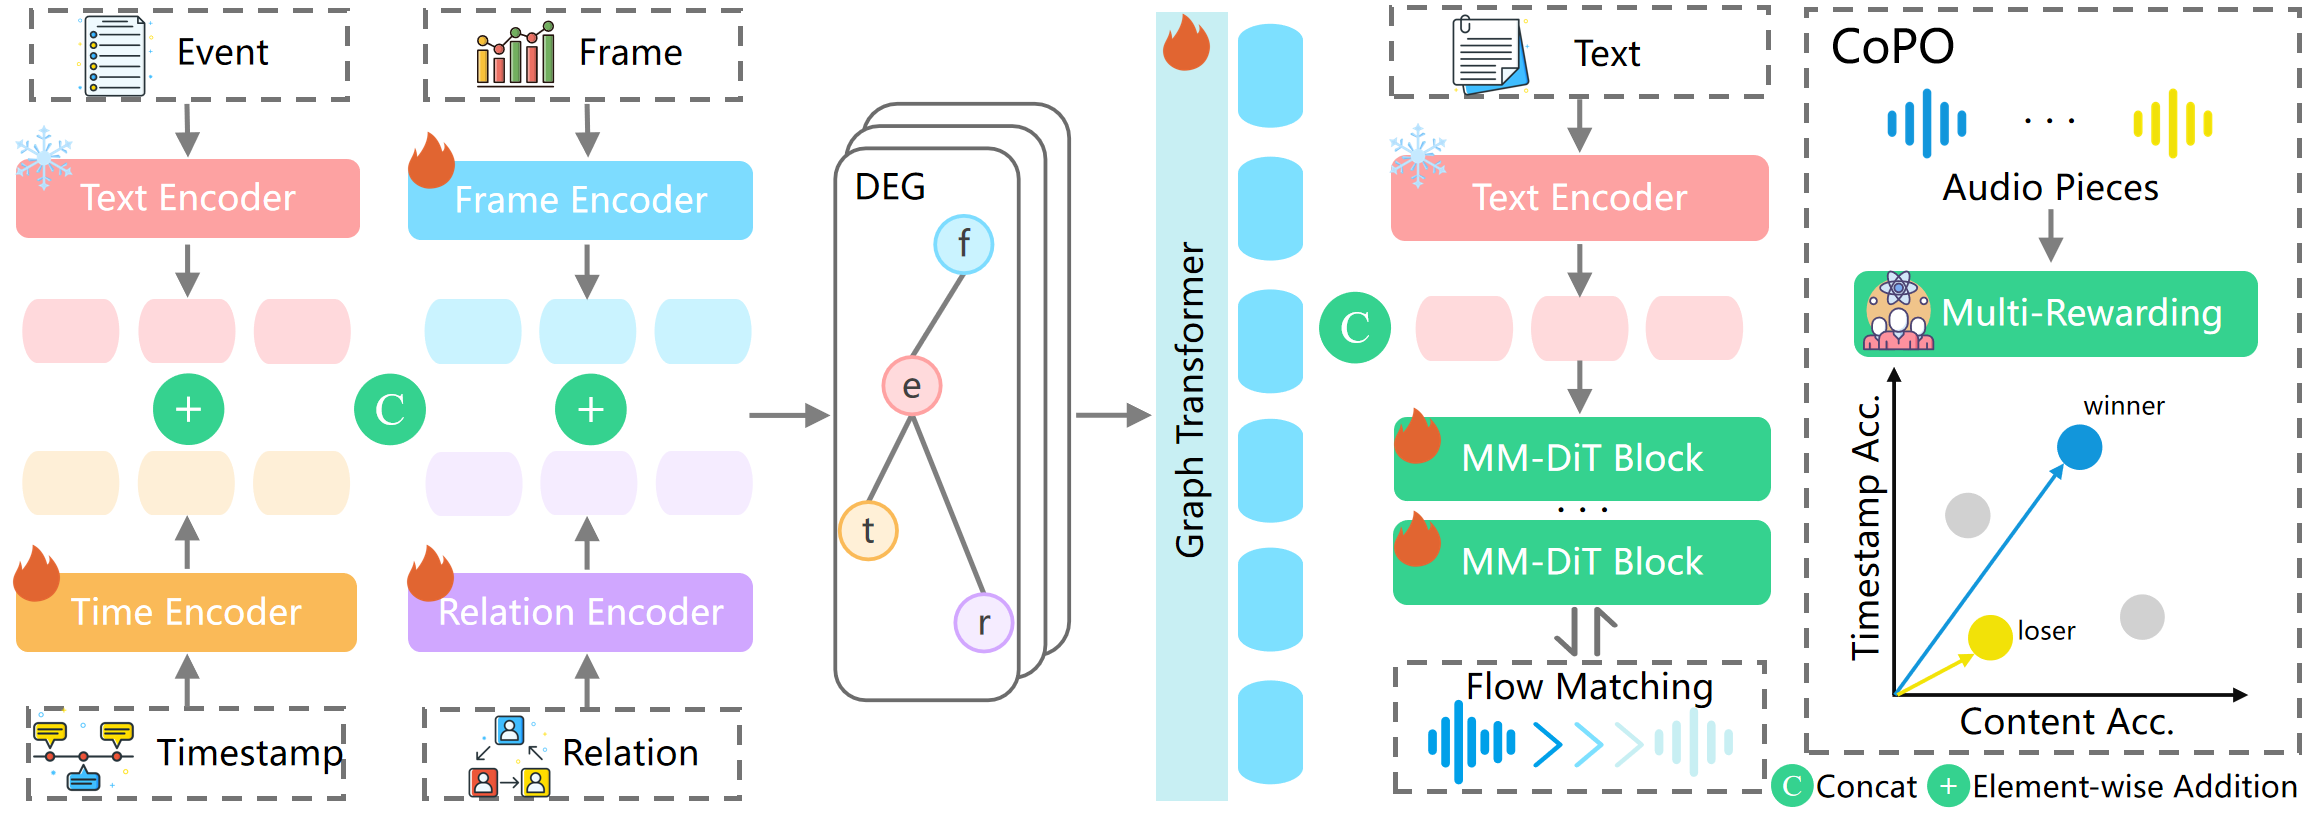 Event
Text Encoder
+
Time Encoder
Timestamp
C
Frame
Frame Encoder
+
Relation Encoder
Relation
DEG
f
e
t
r
Graph Transformer
C
Text
Text Encoder
MM-DiT Block
...
MM-DiT Block
Flow Matching
CoPO
...
Audio Pieces
Multi-Rewarding
Timestamp Acc.
winner
loser
Content Acc.
C Concat + Element-wise Addition